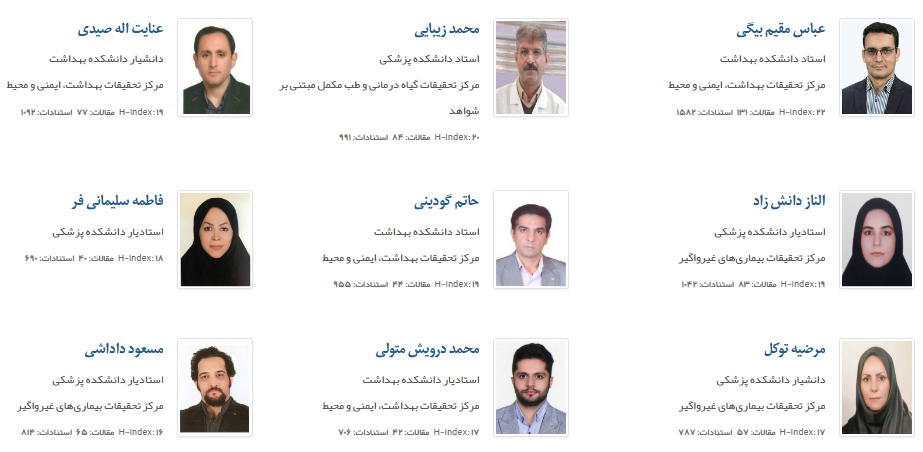 عباس مقیم بیگی
استاد دانشکده بهداشت
مرکز تحقیقات بهداشت، ایمنی و محیط
H-Index: ۲۲ مقالات: ۱۳۱ استنادات: ۱۵۸۲
محمد زیبایی
استاد دانشکده پزشکی
مرکز تحقیقات گیاه درمانی و طب مکمل مبتنی بر
شواهد
H-Index: ۲۰ مقالات: ۸۴ استنادات: ۹۹۱
عنایت اله صیدی
دانشیار دانشکده بهداشت
مرکز تحقیقات بهداشت، ایمنی و محیط
H-Index: ۱۹ مقالات: ۷۷ استنادات: ۱۰۹۲
الناز دانش زاد
استادیار دانشکده پزشکی
مرکز تحقیقات بیماری‌های غیرواگیر
H-Index: ۱۹ مقالات: ۸۳ استنادات: ۱۰۴۲
حاتم گودینی
استاد دانشکده بهداشت
مرکز تحقیقات بهداشت، ایمنی و محیط
H-Index: ۱۹ مقالات: ۴۴ استنادات: ۹۵۵
فاطمه سلیمانی فر
استادیار دانشکده پزشکی
H-Index: ۱۸ مقالات: ۴۰ استنادات: ۶۹۰
مرضیه توکل
دانشیار دانشکده پزشکی
مرکز تحقیقات بیماری‌های غیرواگیر
H-Index: ۱۷ مقالات: ۵۷ استنادات: ۷۸۷
محمد درویش متولی
استادیار دانشکده بهداشت
مرکز تحقیقات بهداشت، ایمنی و محیط
H-Index: ۱۷ مقالات: ۴۲ استنادات: ۷۰۶
مسعود داداشی
استادیار دانشکده پزشکی
مرکز تحقیقات بیماری‌های غیرواگیر
H-Index: ۱۶ مقالات: ۶۵ استنادات: ۸۱۴